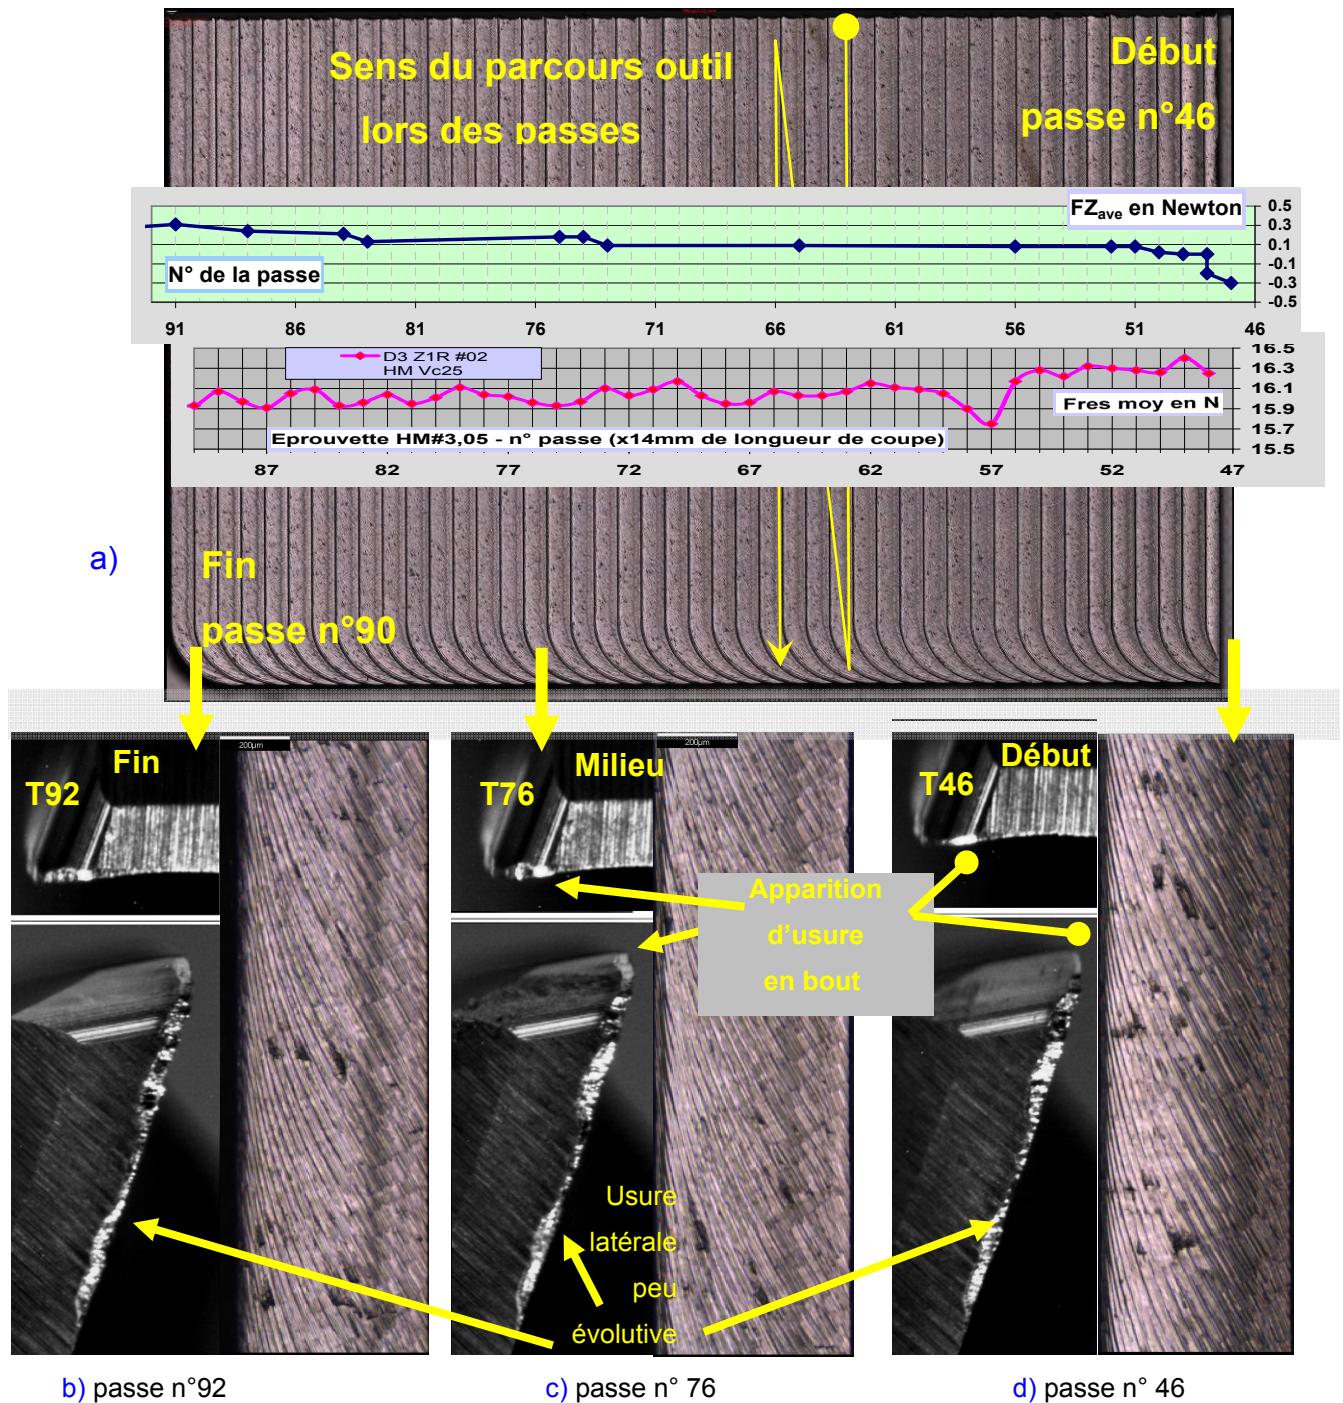 Sens du parcours outil
lors des passes
Début
passe n°46
FZave en Newton
N° de la passe
0.5
0.3
0.1
-0.1
-0.3
-0.5
91 86 81 76 71 66 61 56 51 46
D3 Z1R #02
HM Vc25
16.5
16.3
16.1
15.9
15.7
15.5
Fres moy en N
Eprouvette HM#3,05 - n° passe (x14mm de longueur de coupe)
87 82 77 72 67 62 57 52 47
a)
Fin
passe n°90
Fin
T92
200µm
Milieu
T76
200µm
Début
T46
Apparition
d'usure
en bout
Usure
latérale
peu
évolutive
b) passe n°92
c) passe n° 76
d) passe n° 46